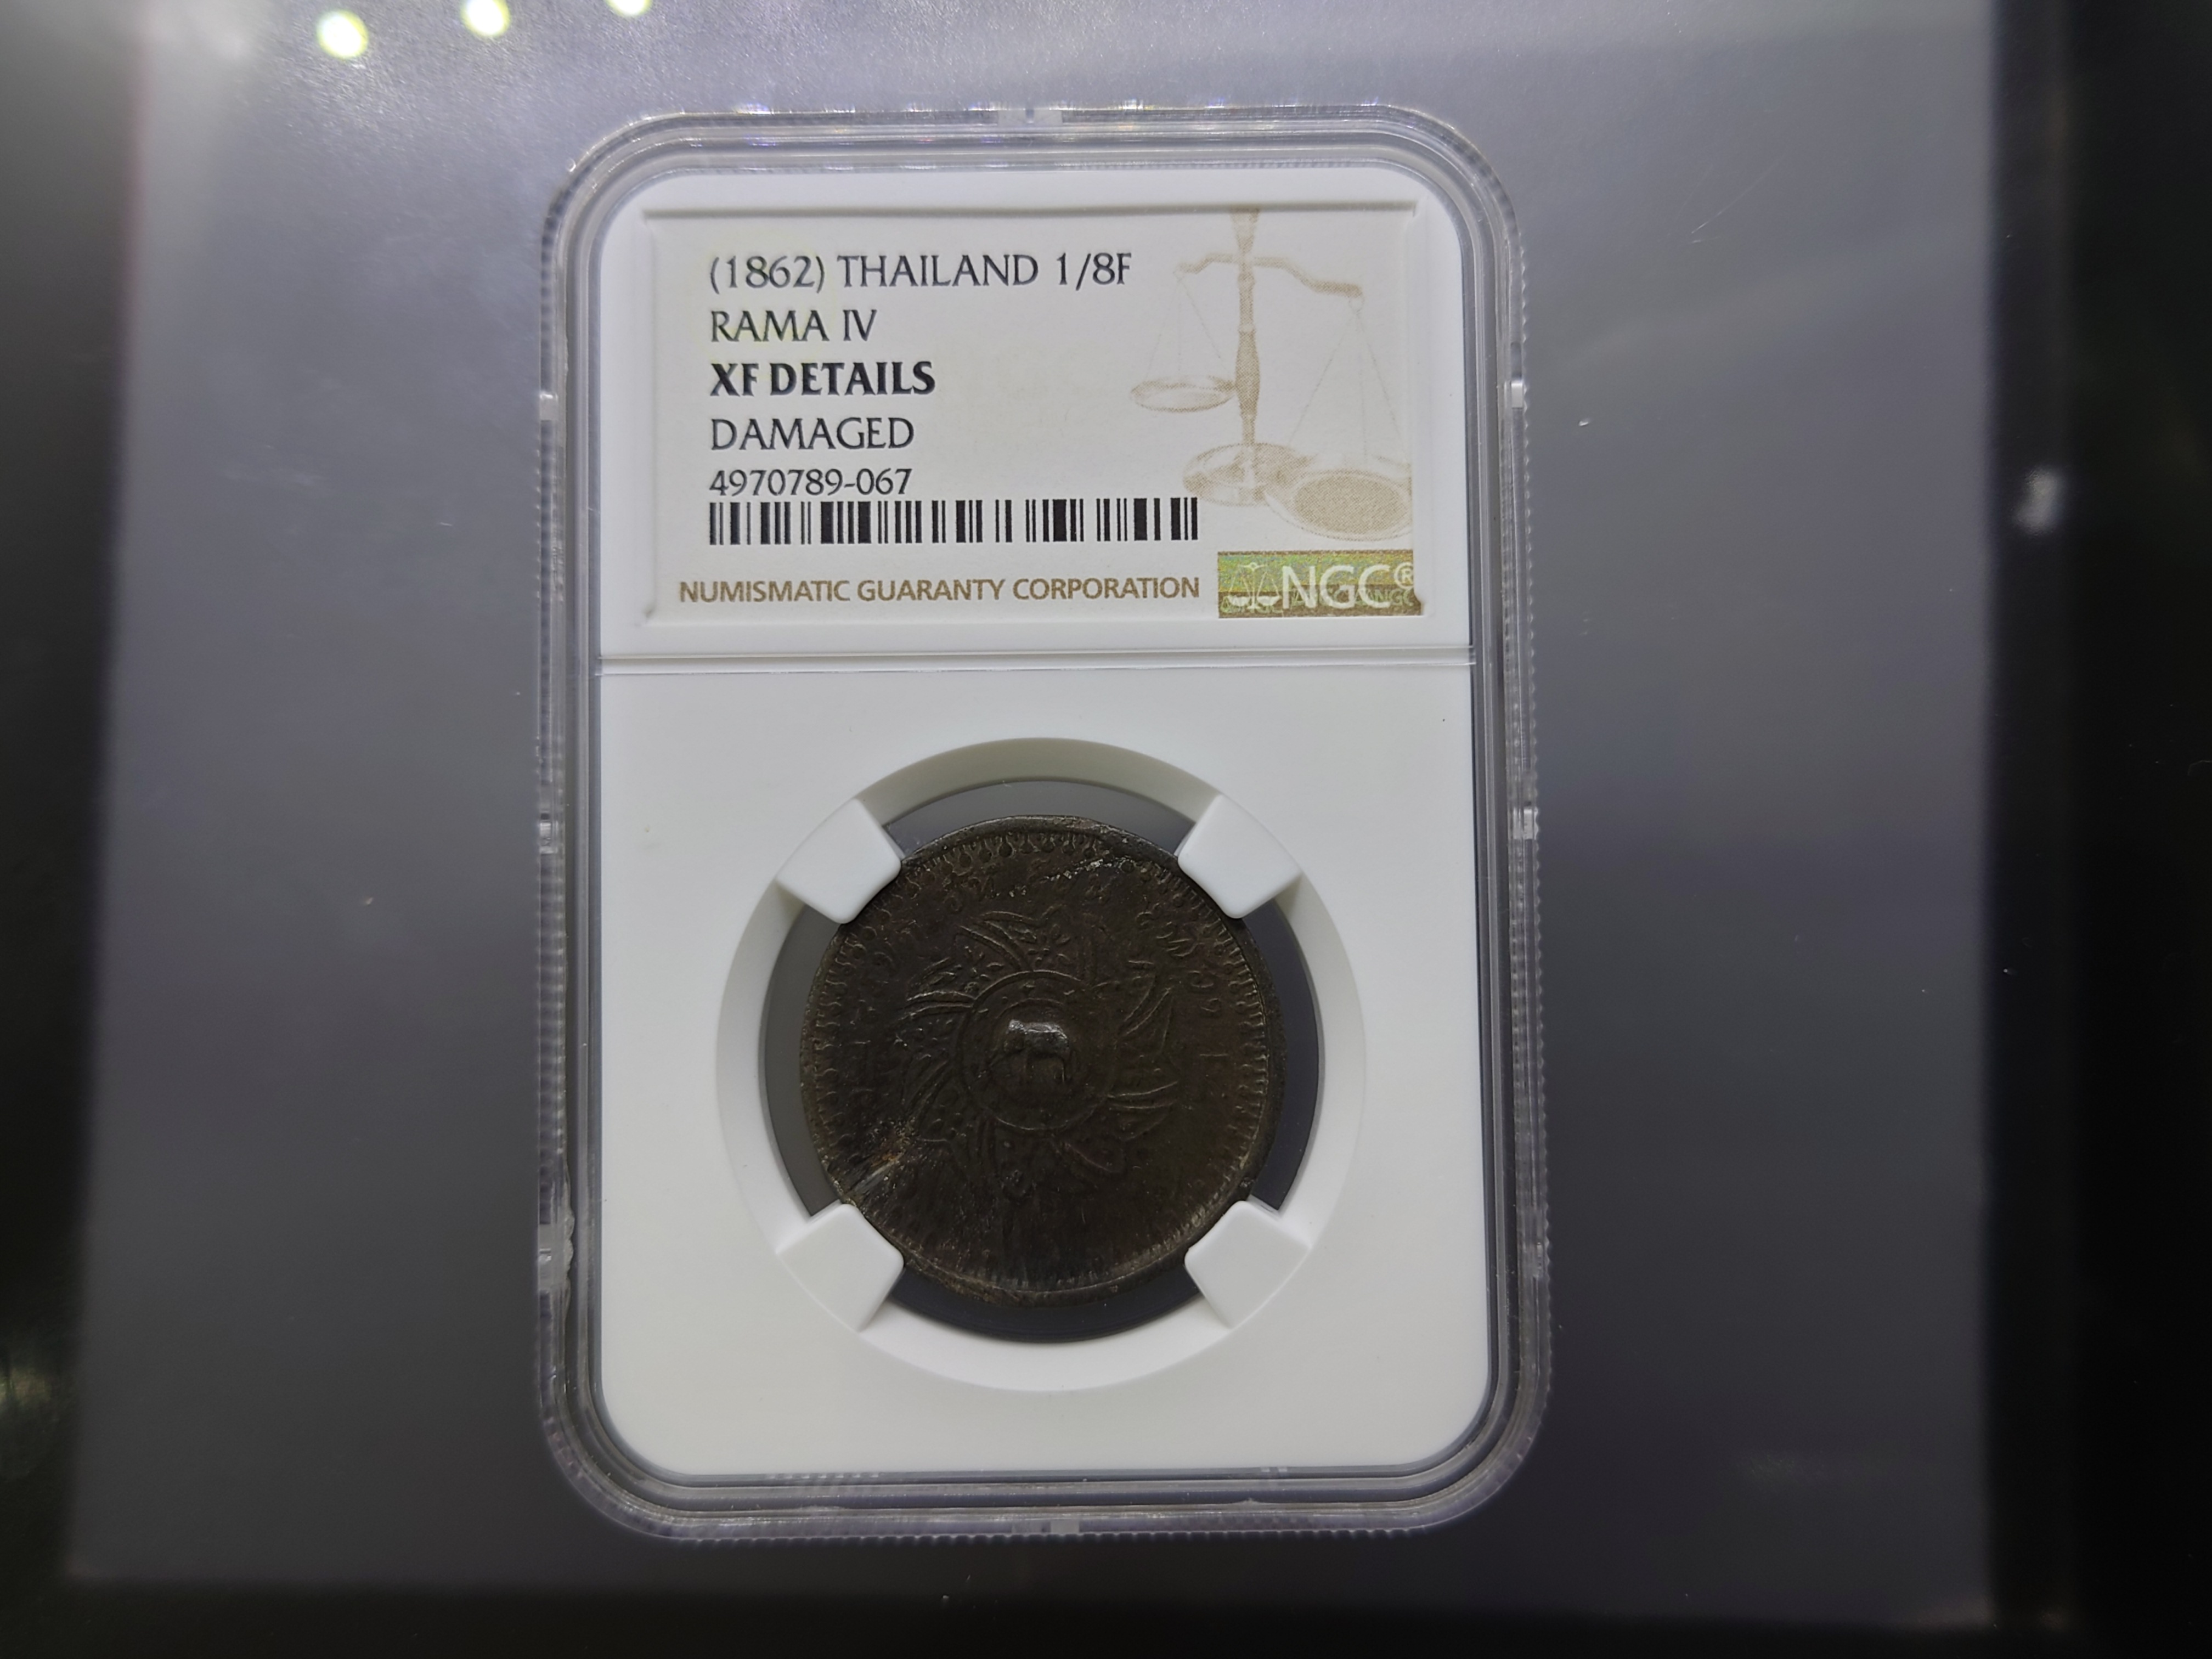 (1862) THAILAND 1/8F
RAMA IV
XF DETAILS
DAMAGED
4970789-067
NUMISMATIC GUARANTY CORPORATION
NGC®